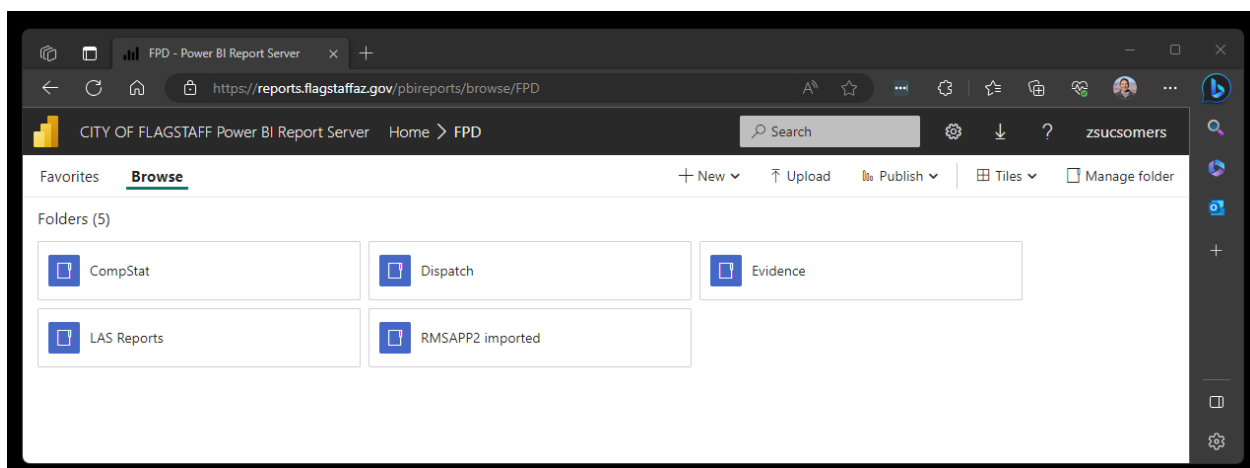 FPD - Power BI Report Server
https://reports.flagstaffaz.gov/pbireports/browse/FPD
CITY OF FLAGSTAFF Power BI Report Server Home > FPD Search ? zsucsomers
Favorites Browse + New Upload Publish Tiles Manage folder
Folders (5)
CompStat Dispatch Evidence
LAS Reports RMSAPP2 imported